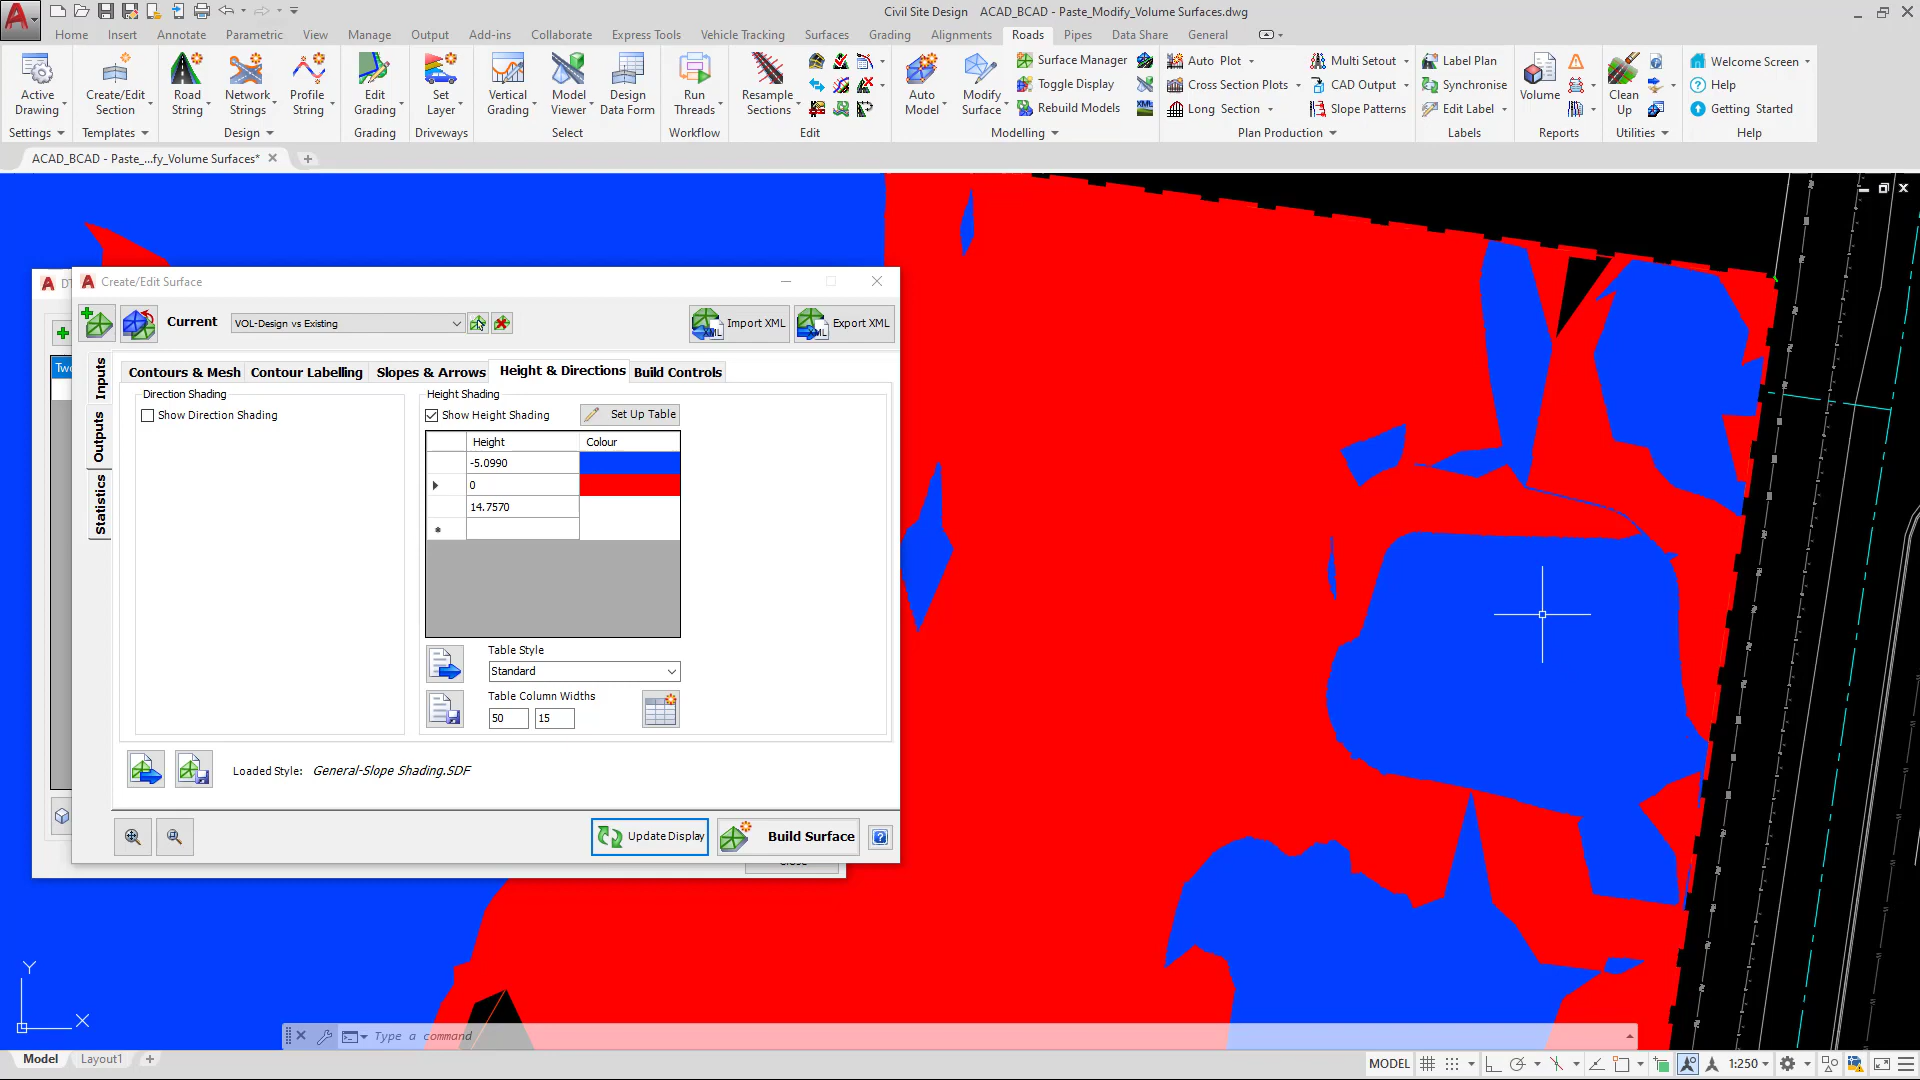 Civil Site Design ACAD_BCAD - Paste_Modify_Volume Surfaces.dwg
Home Insert Annotate Parametric View Manage Output Add-ins Collaborate Express Tools Vehicle Tracking Surfaces Grading Alignments Roads Pipes Data Share General
Surface Manager Auto Plot Multi Setout Label Plan Welcome Screen
Toggle Display Cross Section Plots CAD Output Synchronise Help
Active Drawing Create/Edit Section Road String Network Strings Profile String Edit Grading Set Layer Vertical Grading Model Viewer Design Data Form Run Threads Resample Sections Auto Model Modify Surface Volume Clean Up
Rebuild Models Long Section Slope Patterns Edit Label Getting Started
Settings Templates Design Grading Driveways Select Workflow Edit Modelling Plan Production Labels Reports Utilities Help
ACAD_BCAD - Paste_...fy_Volume Surfaces*
DT
Create/Edit Surface
Current VOL-Design vs Existing Import XML Export XML
XML XML
Two
Inputs
Outputs
Statistics
Contours & Mesh Contour Labelling Slopes & Arrows Height & Directions Build Controls
Direction Shading Height Shading
Show Direction Shading Show Height Shading Set Up Table
Height Colour
-5.0990
0
14.7570
Table Style
Standard
Table Column Widths
50 15
Loaded Style: General-Slope Shading.SDF
Update Display Build Surface
Close
Y
X
Type a command
Model Layout1 MODEL 1:250